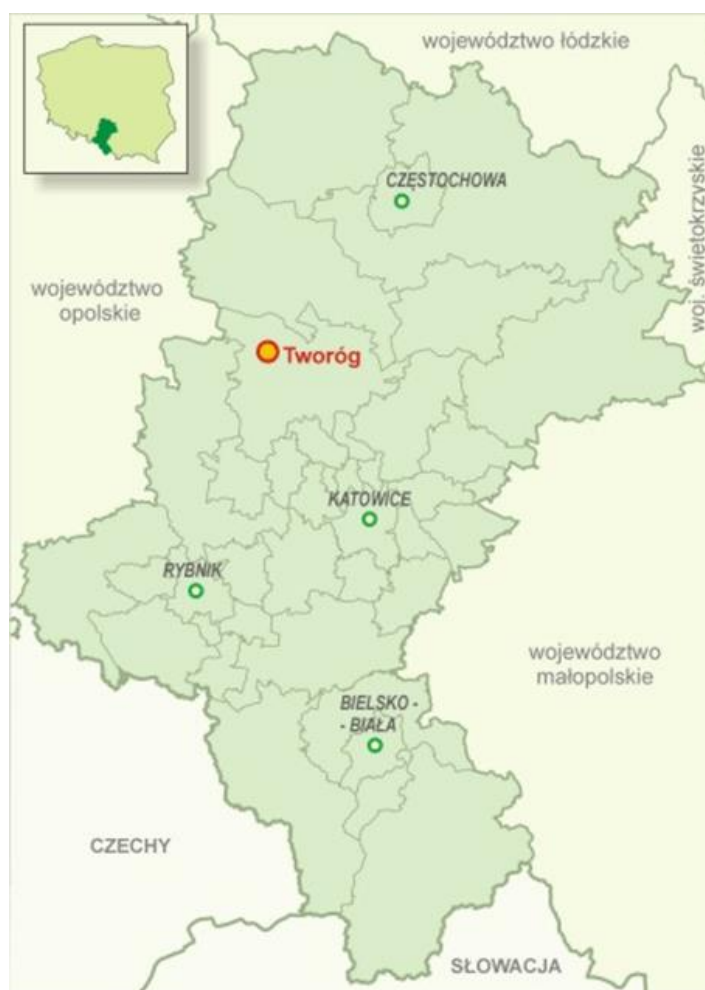 województwo łódzkie
CZĘSTOCHOWA
woj. świętokrzyskie
województwo
opolskie
Tworóg
KATOWICE
RYBNIK
województwo
małopolskie
BIELSKO -
- BIAŁA
CZECHY
SŁOWACJA